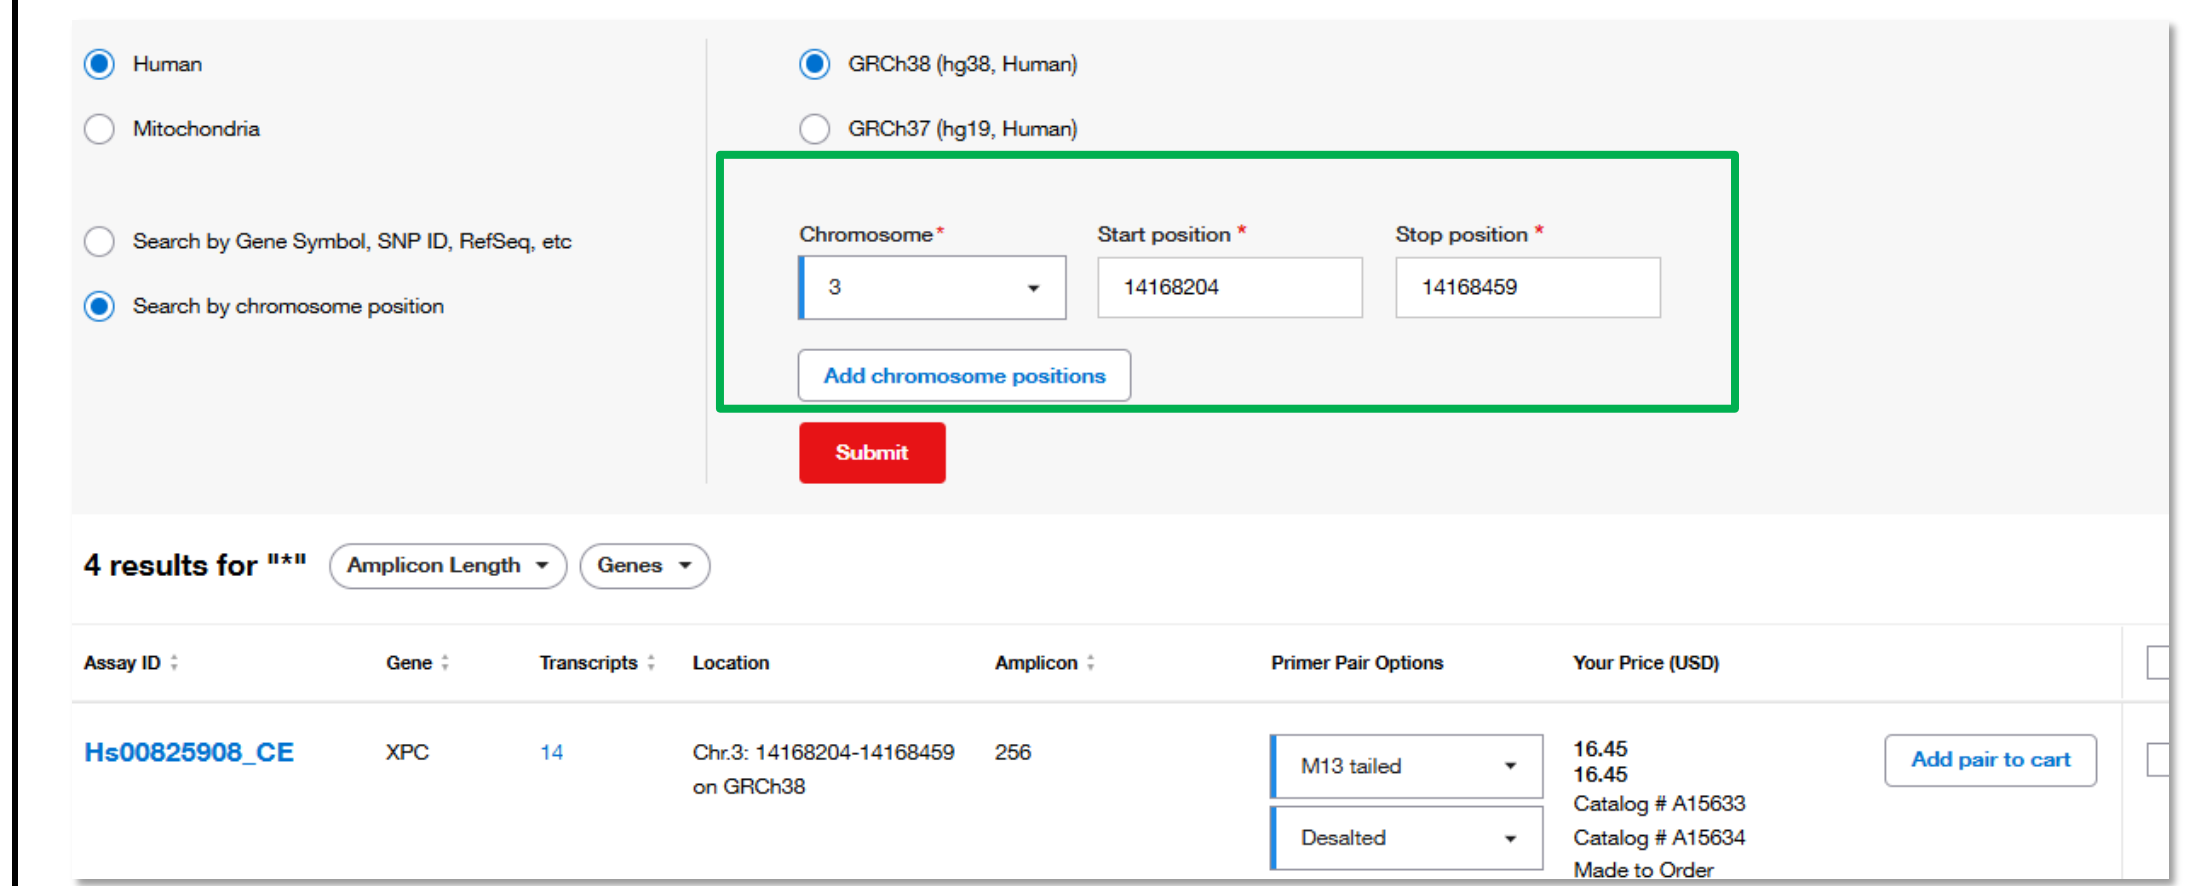 Human
GRCh38 (hg38, Human)
Mitochondria
GRCh37 (hg19, Human)
Search by Gene Symbol, SNP ID, RefSeq, etc
Search by chromosome position
Chromosome* Start position * Stop position *
3 14168204 14168459
Add chromosome positions
Submit
4 results for "*" Amplicon Length Genes
Assay ID Gene Transcripts Location Amplicon Primer Pair Options Your Price (USD)
Hs00825908_CE XPC 14 Chr.3: 14168204-14168459 256
on GRCh38
M13 tailed
Desalted
16.45
16.45
Catalog # A15633
Catalog # A15634
Made to Order
Add pair to cart